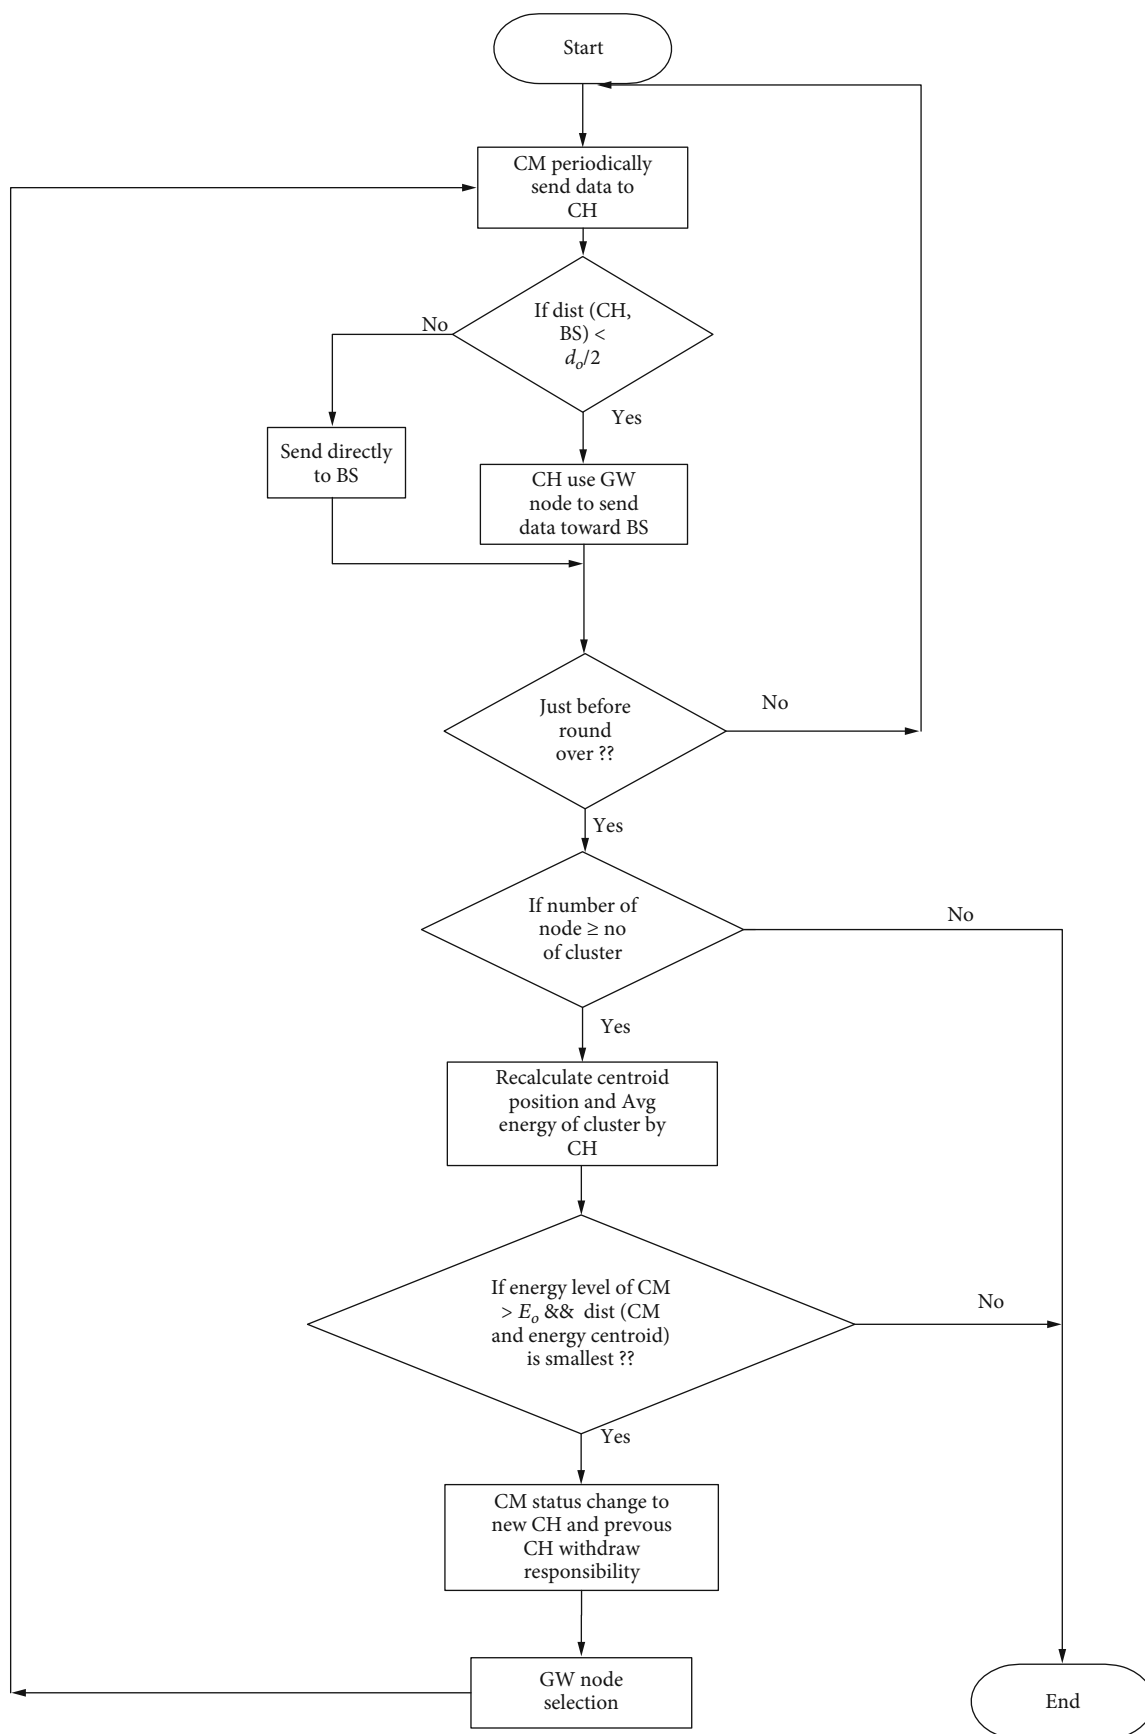 Start
CM periodically
send data to
CH
If dist (CH,
BS) <
dₒ/2
No
Yes
Send directly
to BS
CH use GW
node to send
data toward BS
Just before
round
over ??
No
Yes
If number of
node ≥ no
of cluster
No
Yes
Recalculate centroid
position and Avg
energy of cluster by
CH
If energy level of CM
> Eₒ && dist (CM
and energy centroid)
is smallest ??
No
Yes
CM status change to
new CH and prevous
CH withdraw
responsibility
GW node
selection
End